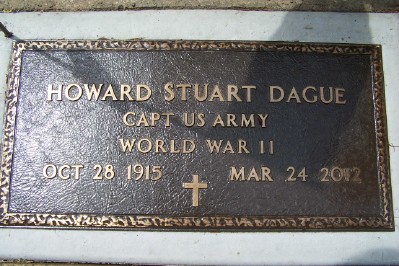 HOWARD STUART DAGUE
CAPT US ARMY
WORLD WAR II
OCT 28 1915 MAR 24 2012